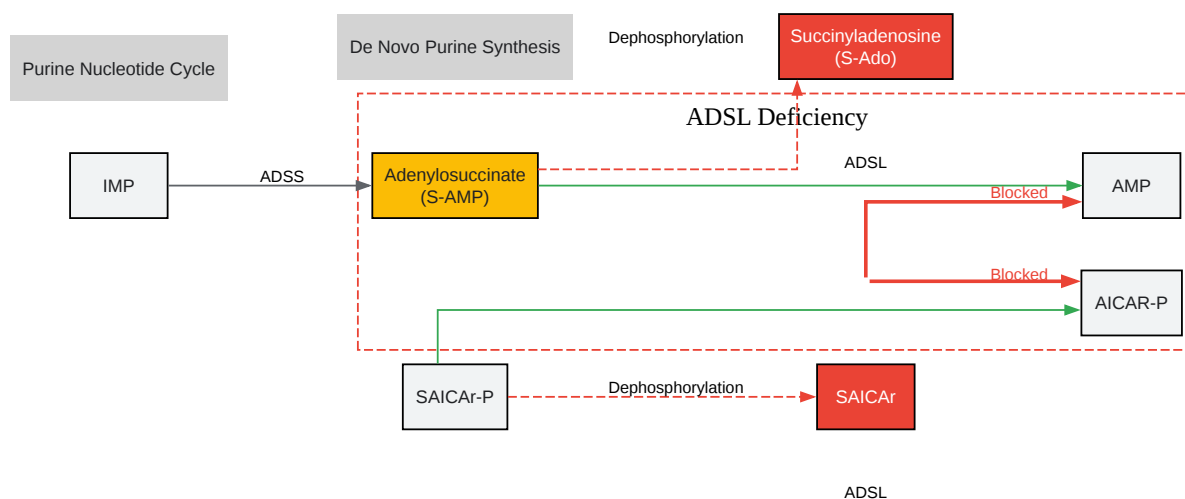 Dephosphorylation
Succinyladenosine
(S-Ado)
De Novo Purine Synthesis
Purine Nucleotide Cycle
ADSL Deficiency
ADSS
ADSL
IMP
Adenylosuccinate
(S-AMP)
Blocked
AMP
Blocked
AICAR-P
SAICAr-P
Dephosphorylation
SAICAr
ADSL